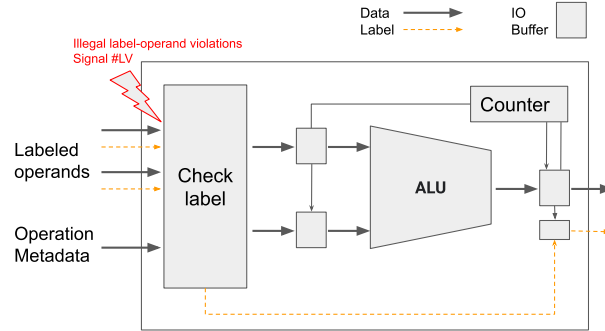 Data
Label
IO
Buffer
Illegal label-operand violations
Signal #LV
Counter
Labeled
operands
Check
label
ALU
Operation
Metadata